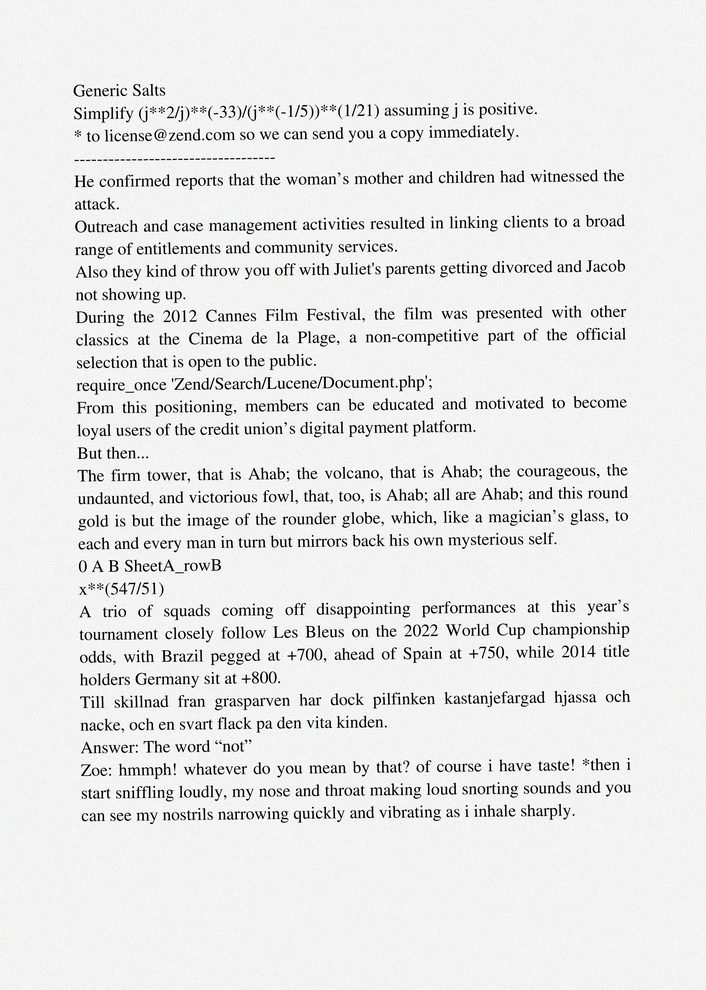 Generic Salts
Simplify (j**2/j)**(-33)/(j**(-1/5))**(1/21) assuming j is positive.
* to license@zend.com so we can send you a copy immediately.
-----------------------------------
He confirmed reports that the woman’s mother and children had witnessed the
attack.
Outreach and case management activities resulted in linking clients to a broad
range of entitlements and community services.
Also they kind of throw you off with Juliet's parents getting divorced and Jacob
not showing up.
During the 2012 Cannes Film Festival, the film was presented with other
classics at the Cinema de la Plage, a non-competitive part of the official
selection that is open to the public.
require_once 'Zend/Search/Lucene/Document.php';
From this positioning, members can be educated and motivated to become
loyal users of the credit union’s digital payment platform.
But then...
The firm tower, that is Ahab; the volcano, that is Ahab; the courageous, the
undaunted, and victorious fowl, that, too, is Ahab; all are Ahab; and this round
gold is but the image of the rounder globe, which, like a magician’s glass, to
each and every man in turn but mirrors back his own mysterious self.
0 A B SheetA_rowB
x**(547/51)
A trio of squads coming off disappointing performances at this year’s
tournament closely follow Les Bleus on the 2022 World Cup championship
odds, with Brazil pegged at +700, ahead of Spain at +750, while 2014 title
holders Germany sit at +800.
Till skillnad fran grasparven har dock pilfinken kastanjefargad hjassa och
nacke, och en svart flack pa den vita kinden.
Answer: The word “not”
Zoe: hmmph! whatever do you mean by that? of course i have taste! *then i
start sniffling loudly, my nose and throat making loud snorting sounds and you
can see my nostrils narrowing quickly and vibrating as i inhale sharply.